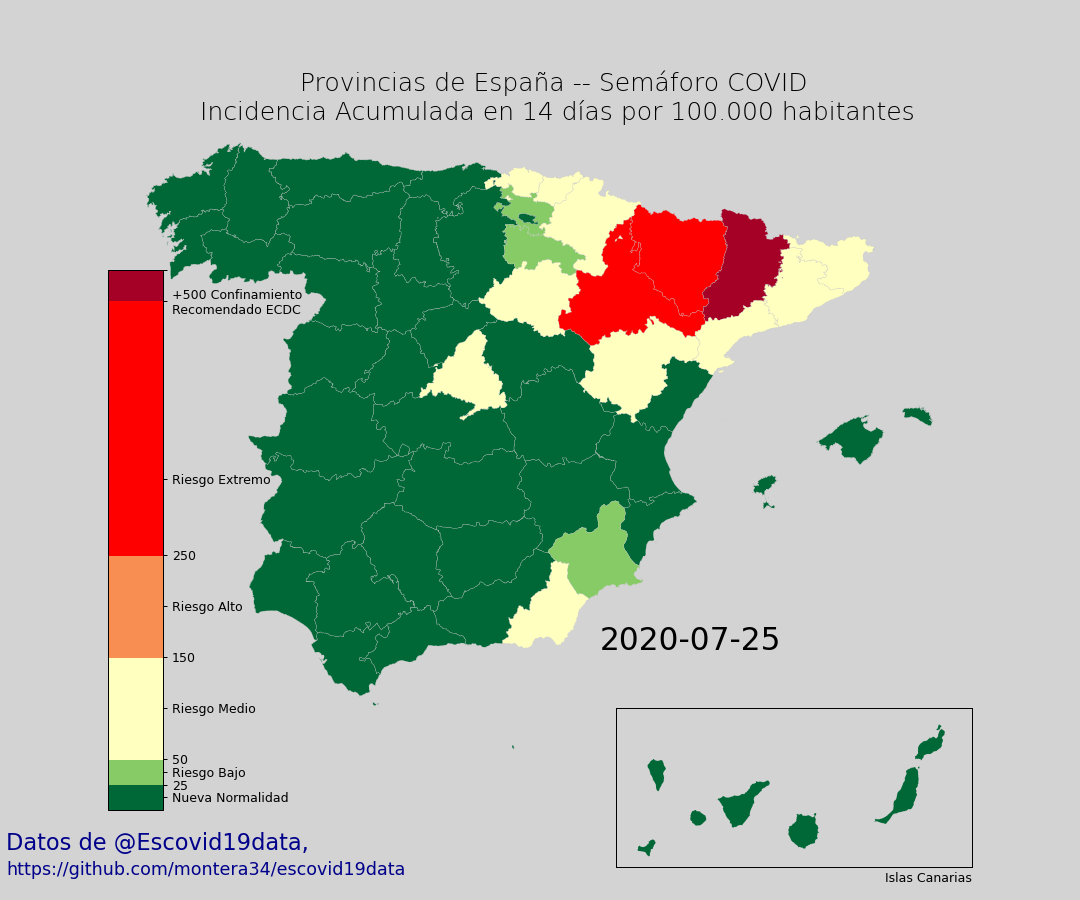 Provincias de España -- Semáforo COVID
Incidencia Acumulada en 14 días por 100.000 habitantes
+500 Confinamiento
Recomendado ECDC
Riesgo Extremo
250
Riesgo Alto
150
Riesgo Medio
50
Riesgo Bajo
25
Nueva Normalidad
2020-07-25
Islas Canarias
Datos de @Escovid19data,
https://github.com/montera34/escovid19data